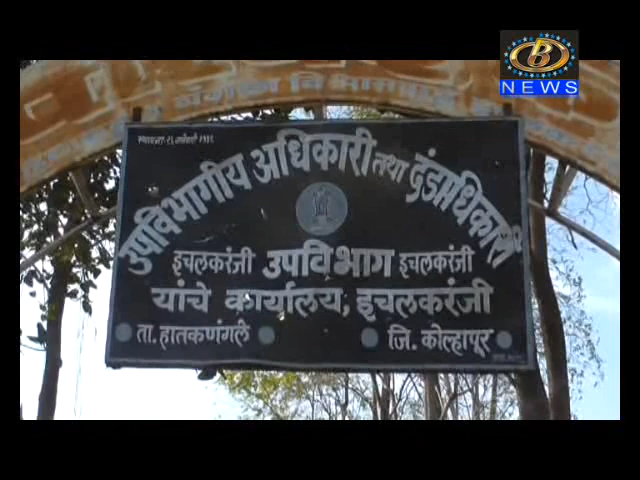 B
NEWS
उपविभागीय अधिकारी तथा दंडाधिकारी
इचलकरंजी उपविभाग इचलकरंजी
यांचे कार्यालय, इचलकरंजी
ता. हातकणंगले जि. कोल्हापूर